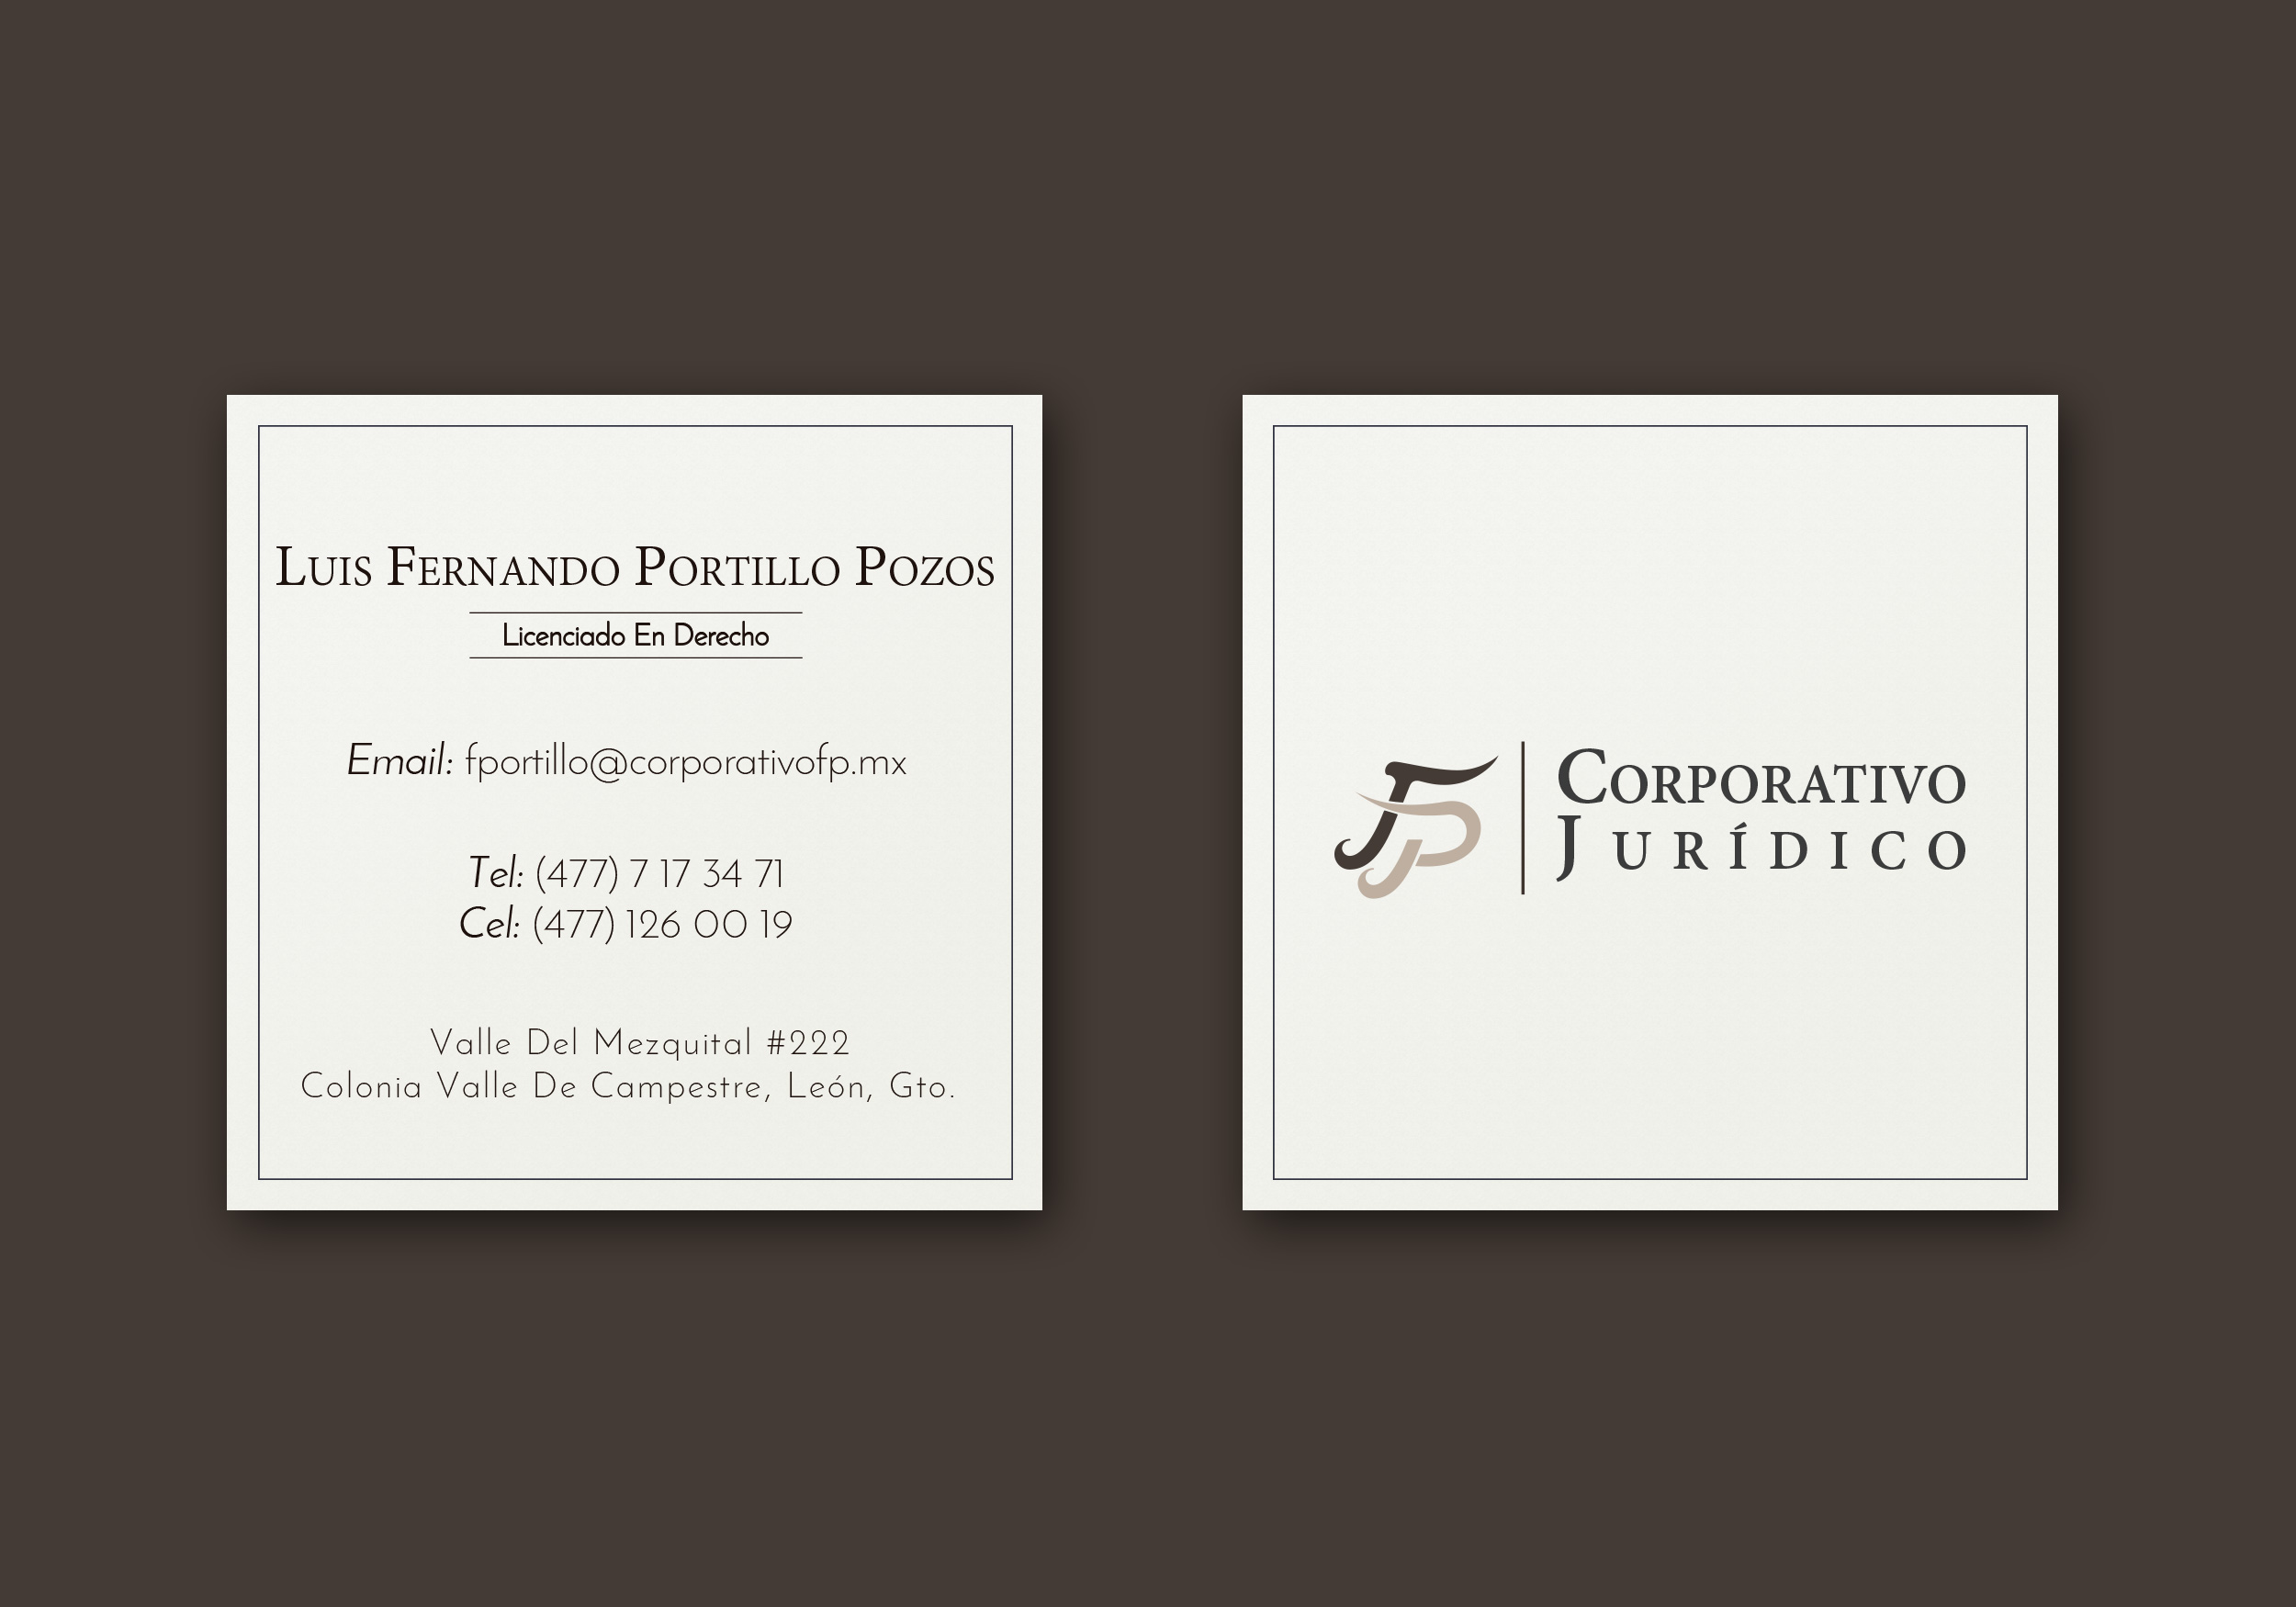 Luis Fernando Portillo Pozos
Licenciado En Derecho
Email: fportillo@corporativofp.mx
Tel: (477) 7 17 34 71
Cel: (477) 126 00 19
Valle Del Mezquital #222
Colonia Valle De Campestre, León, Gto.
FP
Corporativo
Jurídico